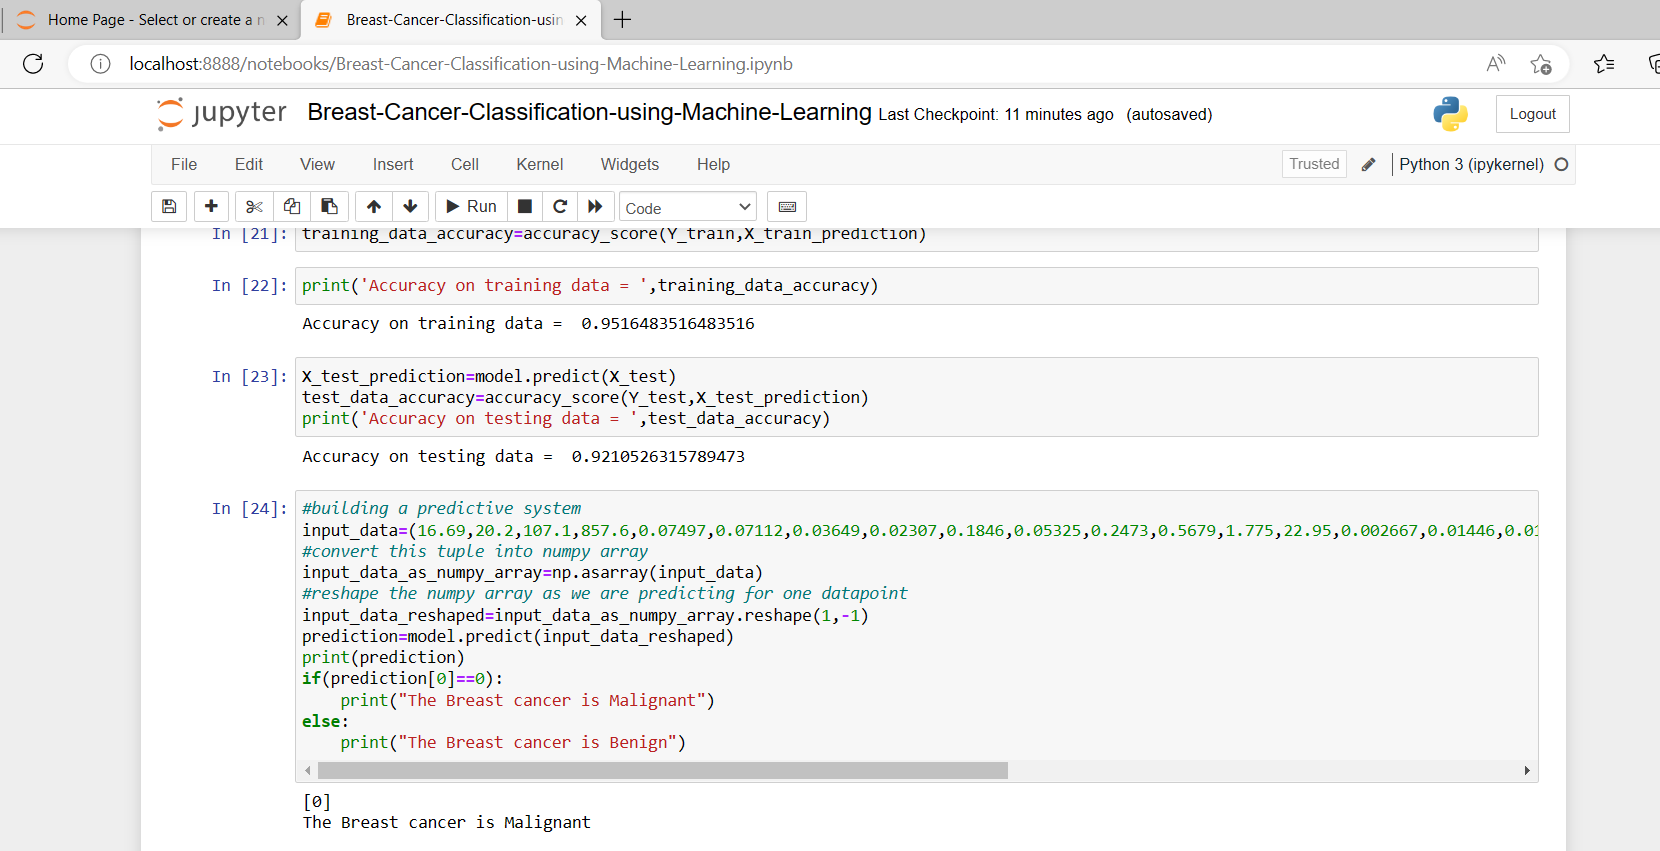 Home Page - Select or create a n
Breast-Cancer-Classification-usin
localhost:8888/notebooks/Breast-Cancer-Classification-using-Machine-Learning.ipynb
jupyter Breast-Cancer-Classification-using-Machine-Learning Last Checkpoint: 11 minutes ago (autosaved)
Logout
File Edit View Insert Cell Kernel Widgets Help
Trusted Python 3 (ipykernel)
Run Code
In [21]: training_data_accuracy=accuracy_score(Y_train,X_train_prediction)
In [22]: print('Accuracy on training data = ',training_data_accuracy)
Accuracy on training data =  0.9516483516483516
In [23]: X_test_prediction=model.predict(X_test)
test_data_accuracy=accuracy_score(Y_test,X_test_prediction)
print('Accuracy on testing data = ',test_data_accuracy)
Accuracy on testing data =  0.9210526315789473
In [24]: #building a predictive system
input_data=(16.69,20.2,107.1,857.6,0.07497,0.07112,0.03649,0.02307,0.1846,0.05325,0.2473,0.5679,1.775,22.95,0.002667,0.01446,0.01
#convert this tuple into numpy array
input_data_as_numpy_array=np.asarray(input_data)
#reshape the numpy array as we are predicting for one datapoint
input_data_reshaped=input_data_as_numpy_array.reshape(1,-1)
prediction=model.predict(input_data_reshaped)
print(prediction)
if(prediction[0]==0):
    print("The Breast cancer is Malignant")
else:
    print("The Breast cancer is Benign")
[0]
The Breast cancer is Malignant